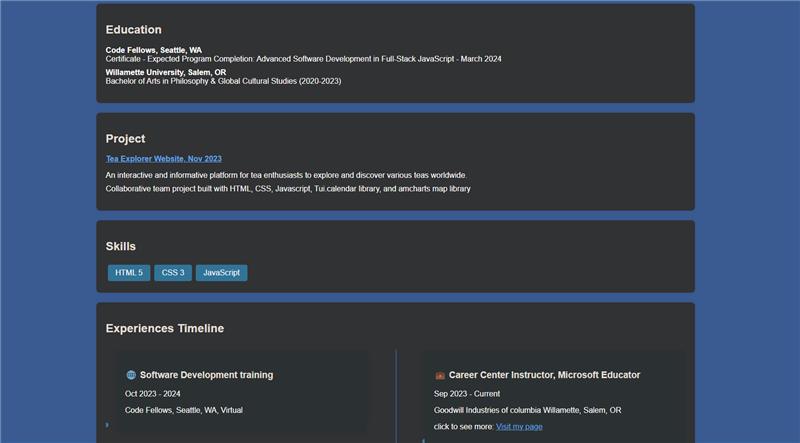 Education
Code Fellows, Seattle, WA
Certificate - Expected Program Completion: Advanced Software Development in Full-Stack JavaScript - March 2024
Willamette University, Salem, OR
Bachelor of Arts in Philosophy & Global Cultural Studies (2020-2023)
Project
Tea Explorer Website, Nov 2023
An interactive and informative platform for tea enthusiasts to explore and discover various teas worldwide.
Collaborative team project built with HTML, CSS, Javascript, Tui.calendar library, and amcharts map library
Skills
HTML 5
CSS 3
JavaScript
Experiences Timeline
Software Development training
Oct 2023 - 2024
Code Fellows, Seattle, WA, Virtual
Career Center Instructor, Microsoft Educator
Sep 2023 - Current
Goodwill Industries of columbia Willamette, Salem, OR
click to see more: Visit my page